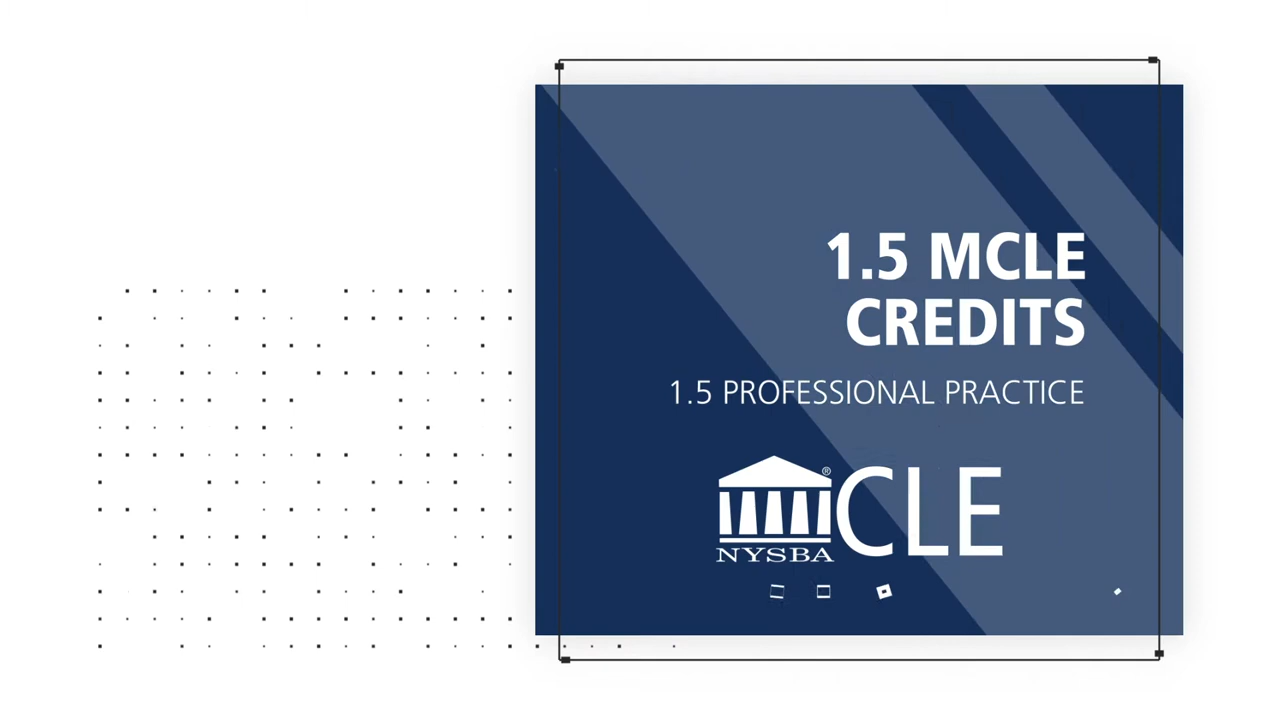 1.5 MCLE
CREDITS
1.5 PROFESSIONAL PRACTICE
® CLE
NYSBA